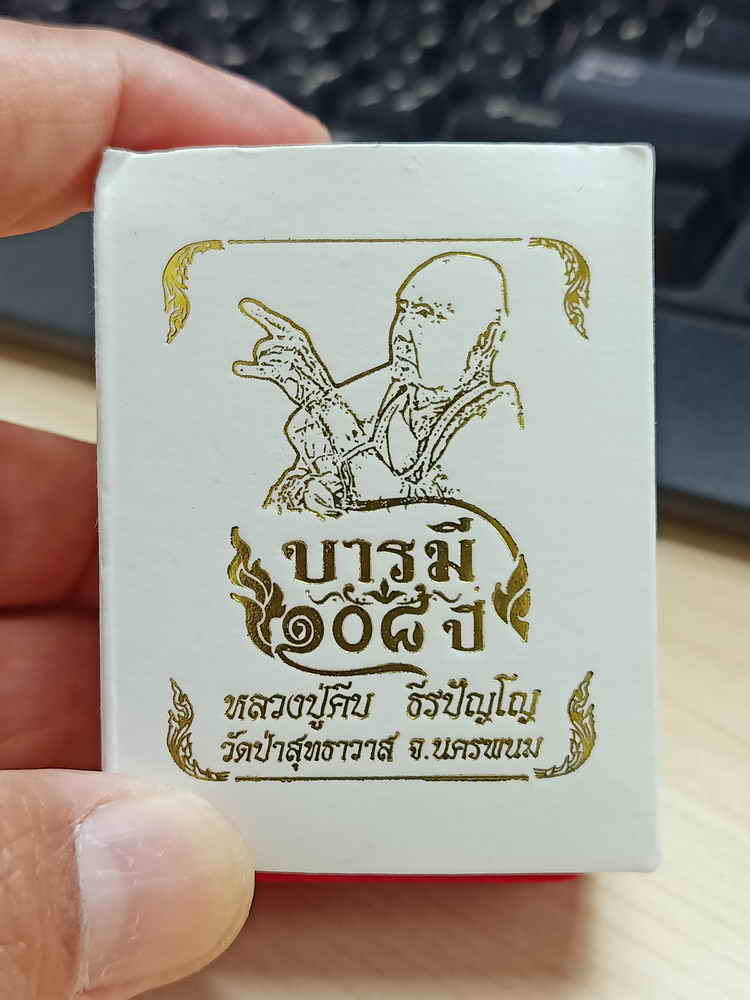 บารมี
๑๐๘ ปี
หลวงปู่คีบ ธีรปัญโญ
วัดป่าสุทธาวาส จ.นครพนม